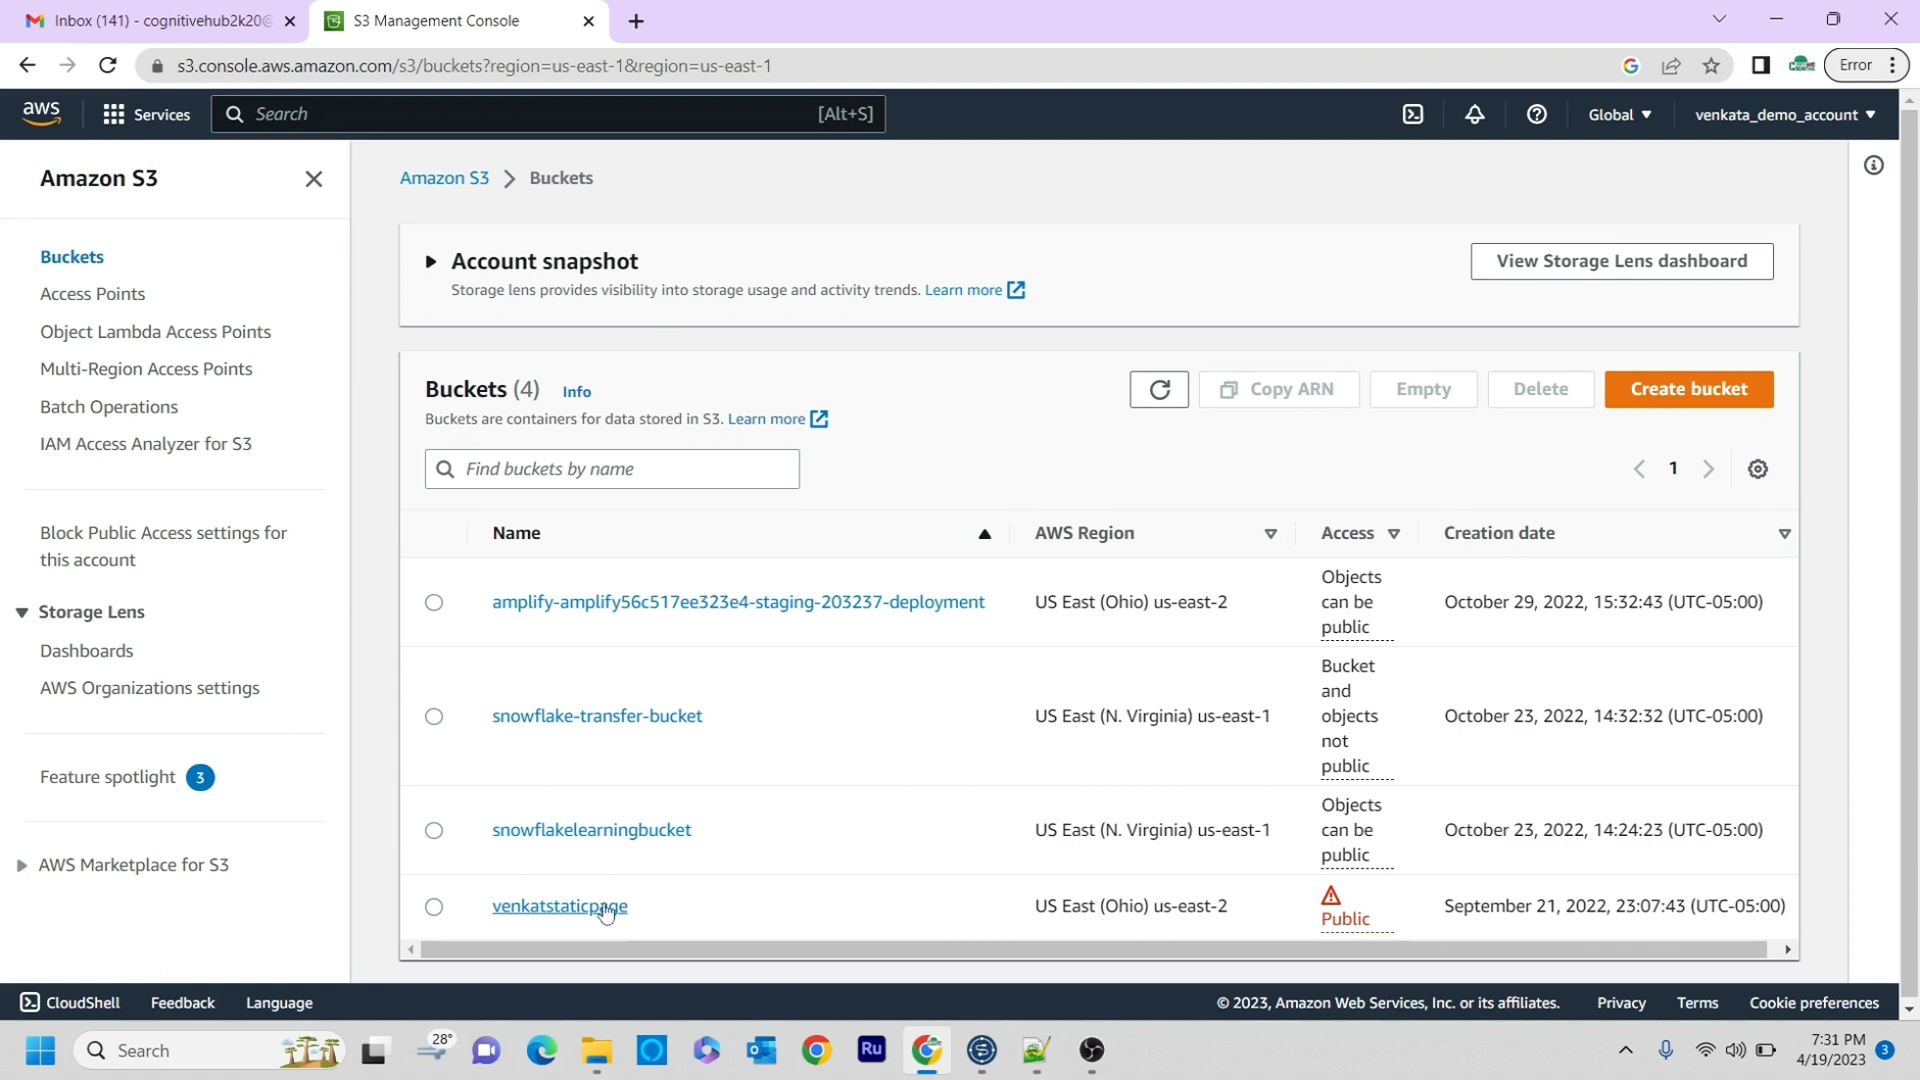 Inbox (141) - cognitivehub2k20@
S3 Management Console
s3.console.aws.amazon.com/s3/buckets?region=us-east-1&region=us-east-1
Error
aws
Services
Search
[Alt+S]
Global
venkata_demo_account
Amazon S3
Buckets
Access Points
Object Lambda Access Points
Multi-Region Access Points
Batch Operations
IAM Access Analyzer for S3
Block Public Access settings for
this account
Storage Lens
Dashboards
AWS Organizations settings
Feature spotlight 3
AWS Marketplace for S3
Amazon S3 > Buckets
Account snapshot
Storage lens provides visibility into storage usage and activity trends. Learn more
View Storage Lens dashboard
Buckets (4) Info
Buckets are containers for data stored in S3. Learn more
Copy ARN
Empty
Delete
Create bucket
Find buckets by name
1
Name AWS Region Access Creation date
amplify-amplify56c517ee323e4-staging-203237-deployment
US East (Ohio) us-east-2
Objects
can be
public
October 29, 2022, 15:32:43 (UTC-05:00)
snowflake-transfer-bucket
US East (N. Virginia) us-east-1
Bucket
and
objects
not
public
October 23, 2022, 14:32:32 (UTC-05:00)
snowflakelearningbucket
US East (N. Virginia) us-east-1
Objects
can be
public
October 23, 2022, 14:24:23 (UTC-05:00)
venkatstaticpage
US East (Ohio) us-east-2
Public
September 21, 2022, 23:07:43 (UTC-05:00)
CloudShell
Feedback
Language
© 2023, Amazon Web Services, Inc. or its affiliates.
Privacy
Terms
Cookie preferences
Search
28°
Ru
7:31 PM
4/19/2023
3